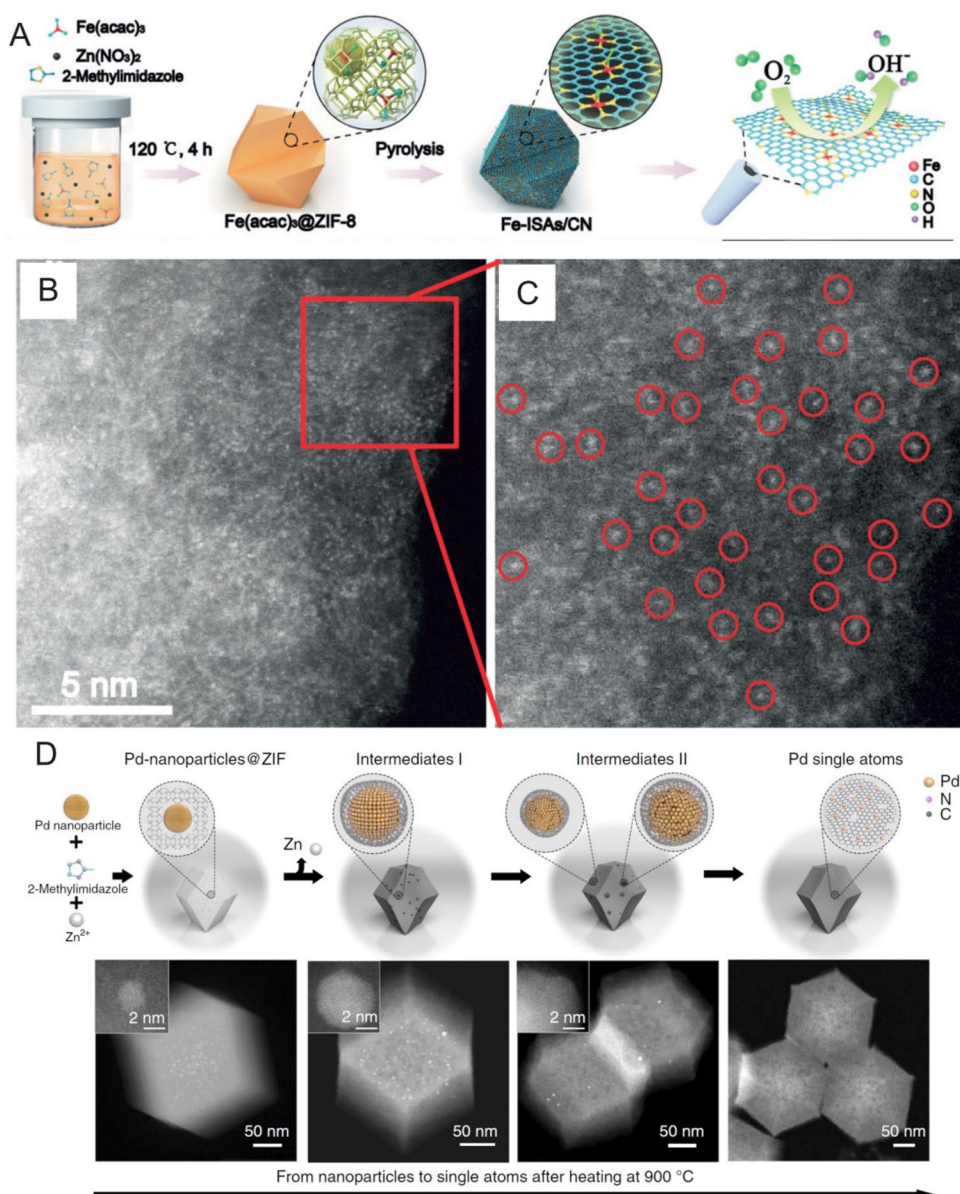 A
Fe(acac)3
Zn(NO3)2
2-Methylimidazole
120 ℃, 4 h
Fe(acac)3@ZIF-8
Pyrolysis
Fe-ISAs/CN
O2
OH-
Fe
C
N
O
H
B
5 nm
C
D
Pd-nanoparticles@ZIF
Intermediates I
Intermediates II
Pd single atoms
Pd nanoparticle
+
2-Methylimidazole
+
Zn2+
Zn
Pd
N
C
2 nm
50 nm
2 nm
50 nm
2 nm
50 nm
50 nm
From nanoparticles to single atoms after heating at 900 °C